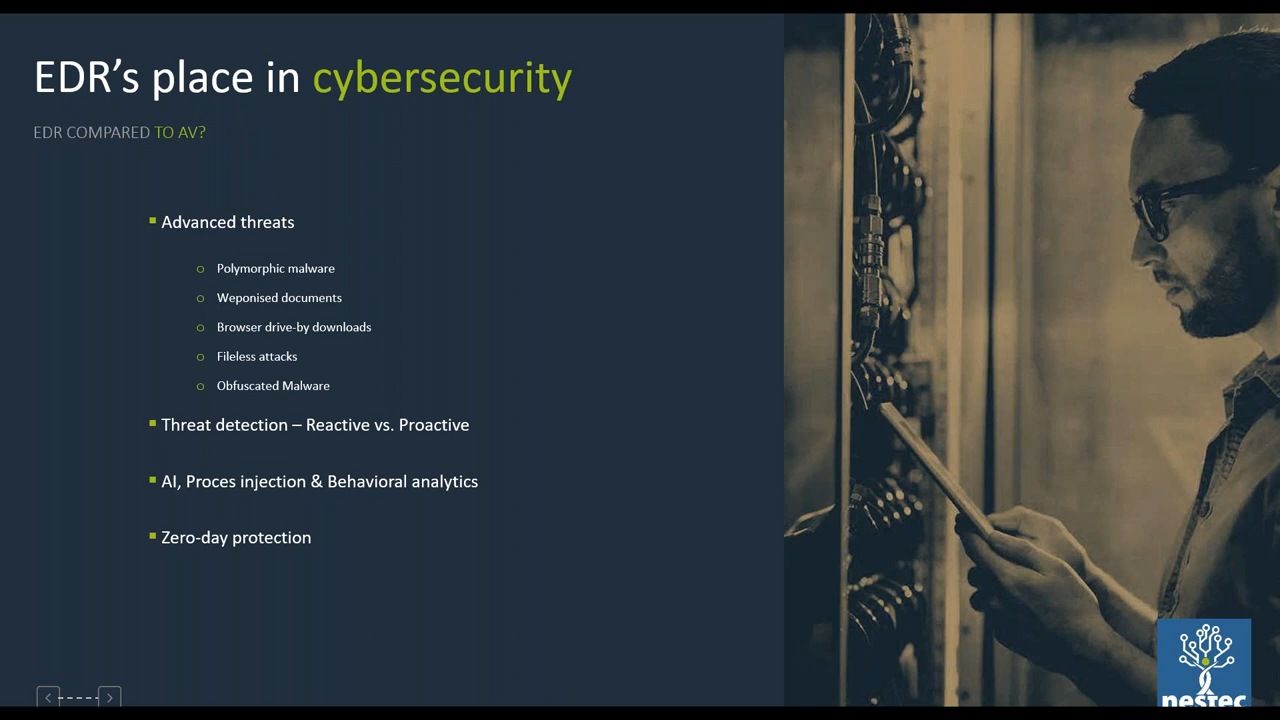 EDR’s place in cybersecurity
EDR COMPARED TO AV?
Advanced threats
Polymorphic malware
Weponised documents
Browser drive-by downloads
Fileless attacks
Obfuscated Malware
Threat detection – Reactive vs. Proactive
AI, Proces injection & Behavioral analytics
Zero-day protection
nestec